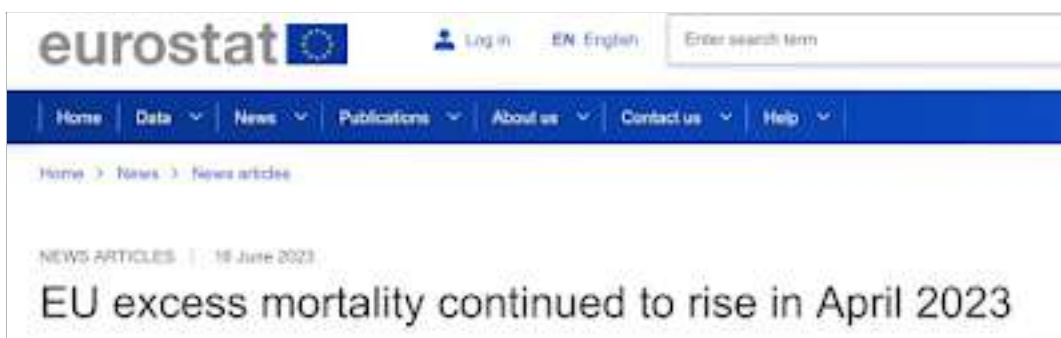 eurostat
Log in EN English Enter search term
Home Data News Publications About us Contact us Help
Home > News > News articles
NEWS ARTICLES | 16 June 2023
EU excess mortality continued to rise in April 2023